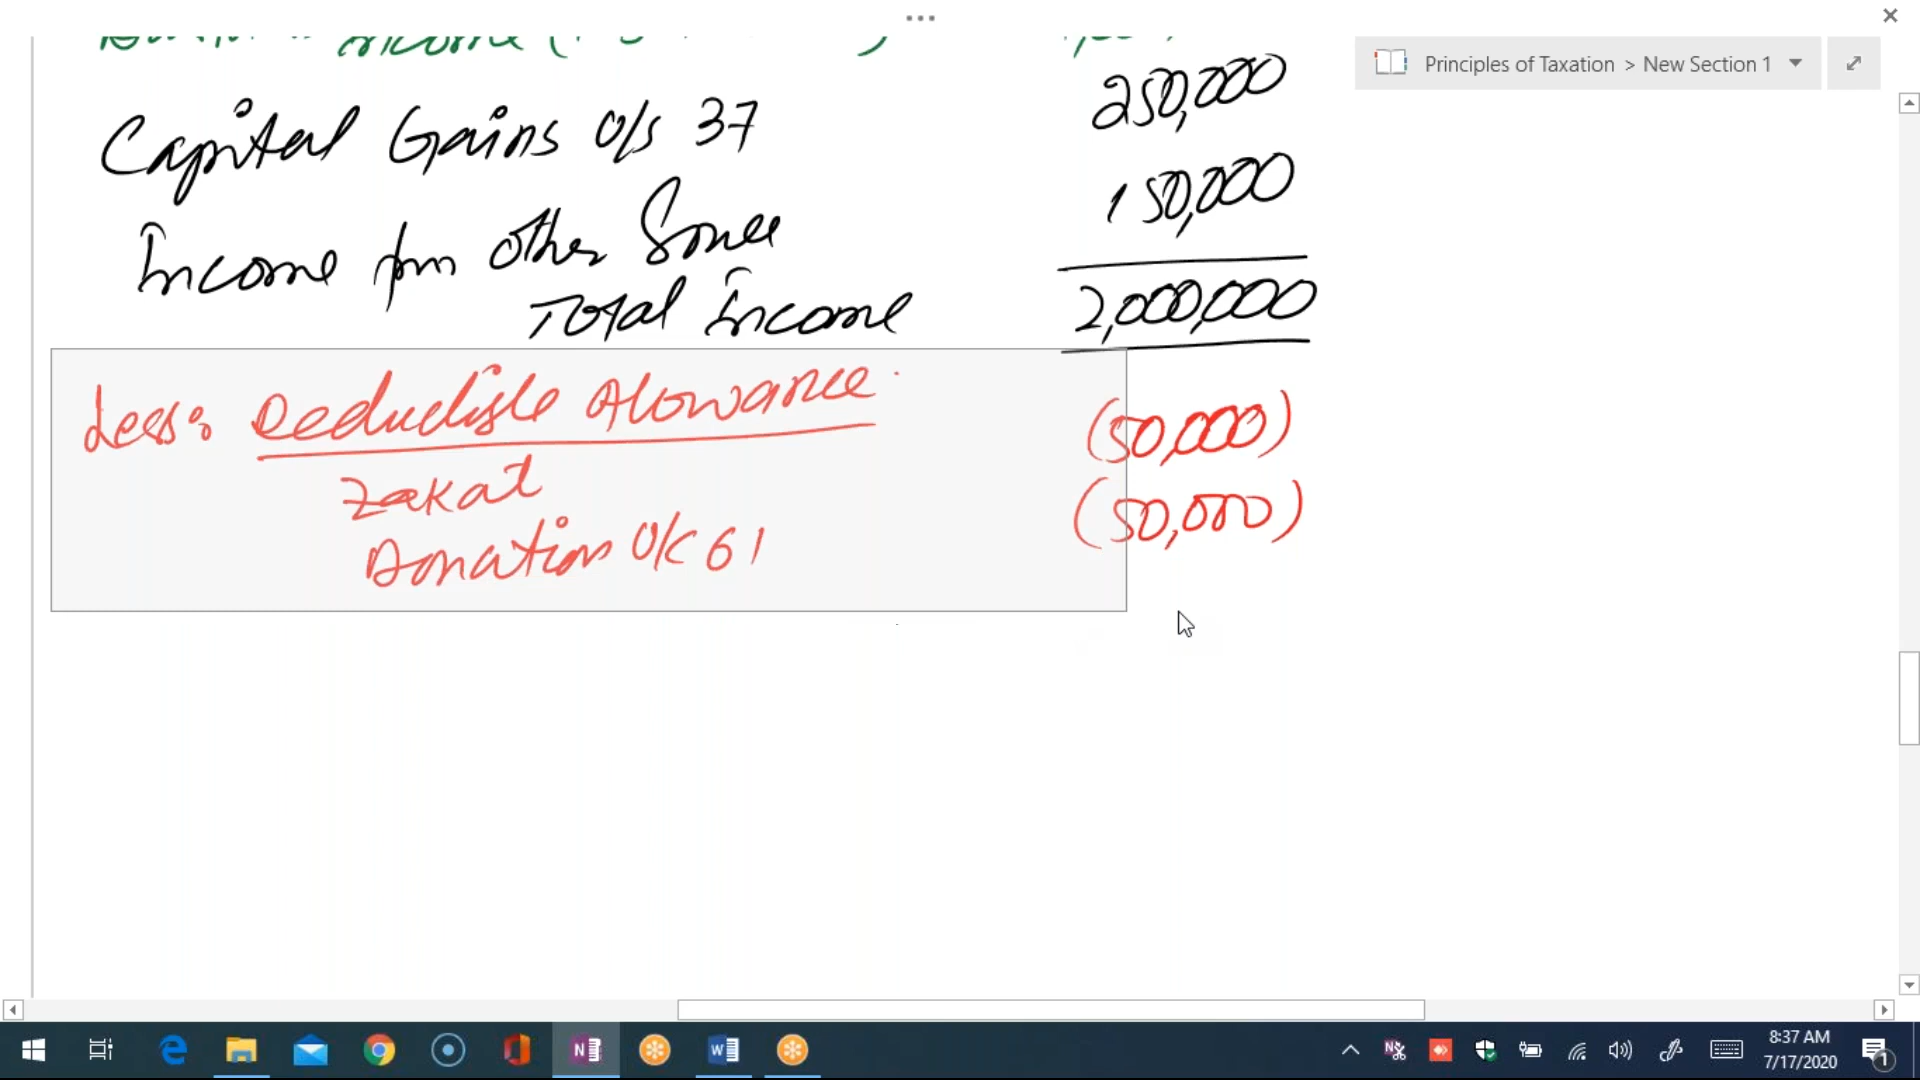 Principles of Taxation > New Section 1
Income (
Capital Gains U/s 37 250,000
Income from Other Source 150,000
Total Income 2,000,000
Less: Deductible Allowance (50,000)
Zakat (50,000)
Donation U/C 61
8:37 AM
7/17/2020
1